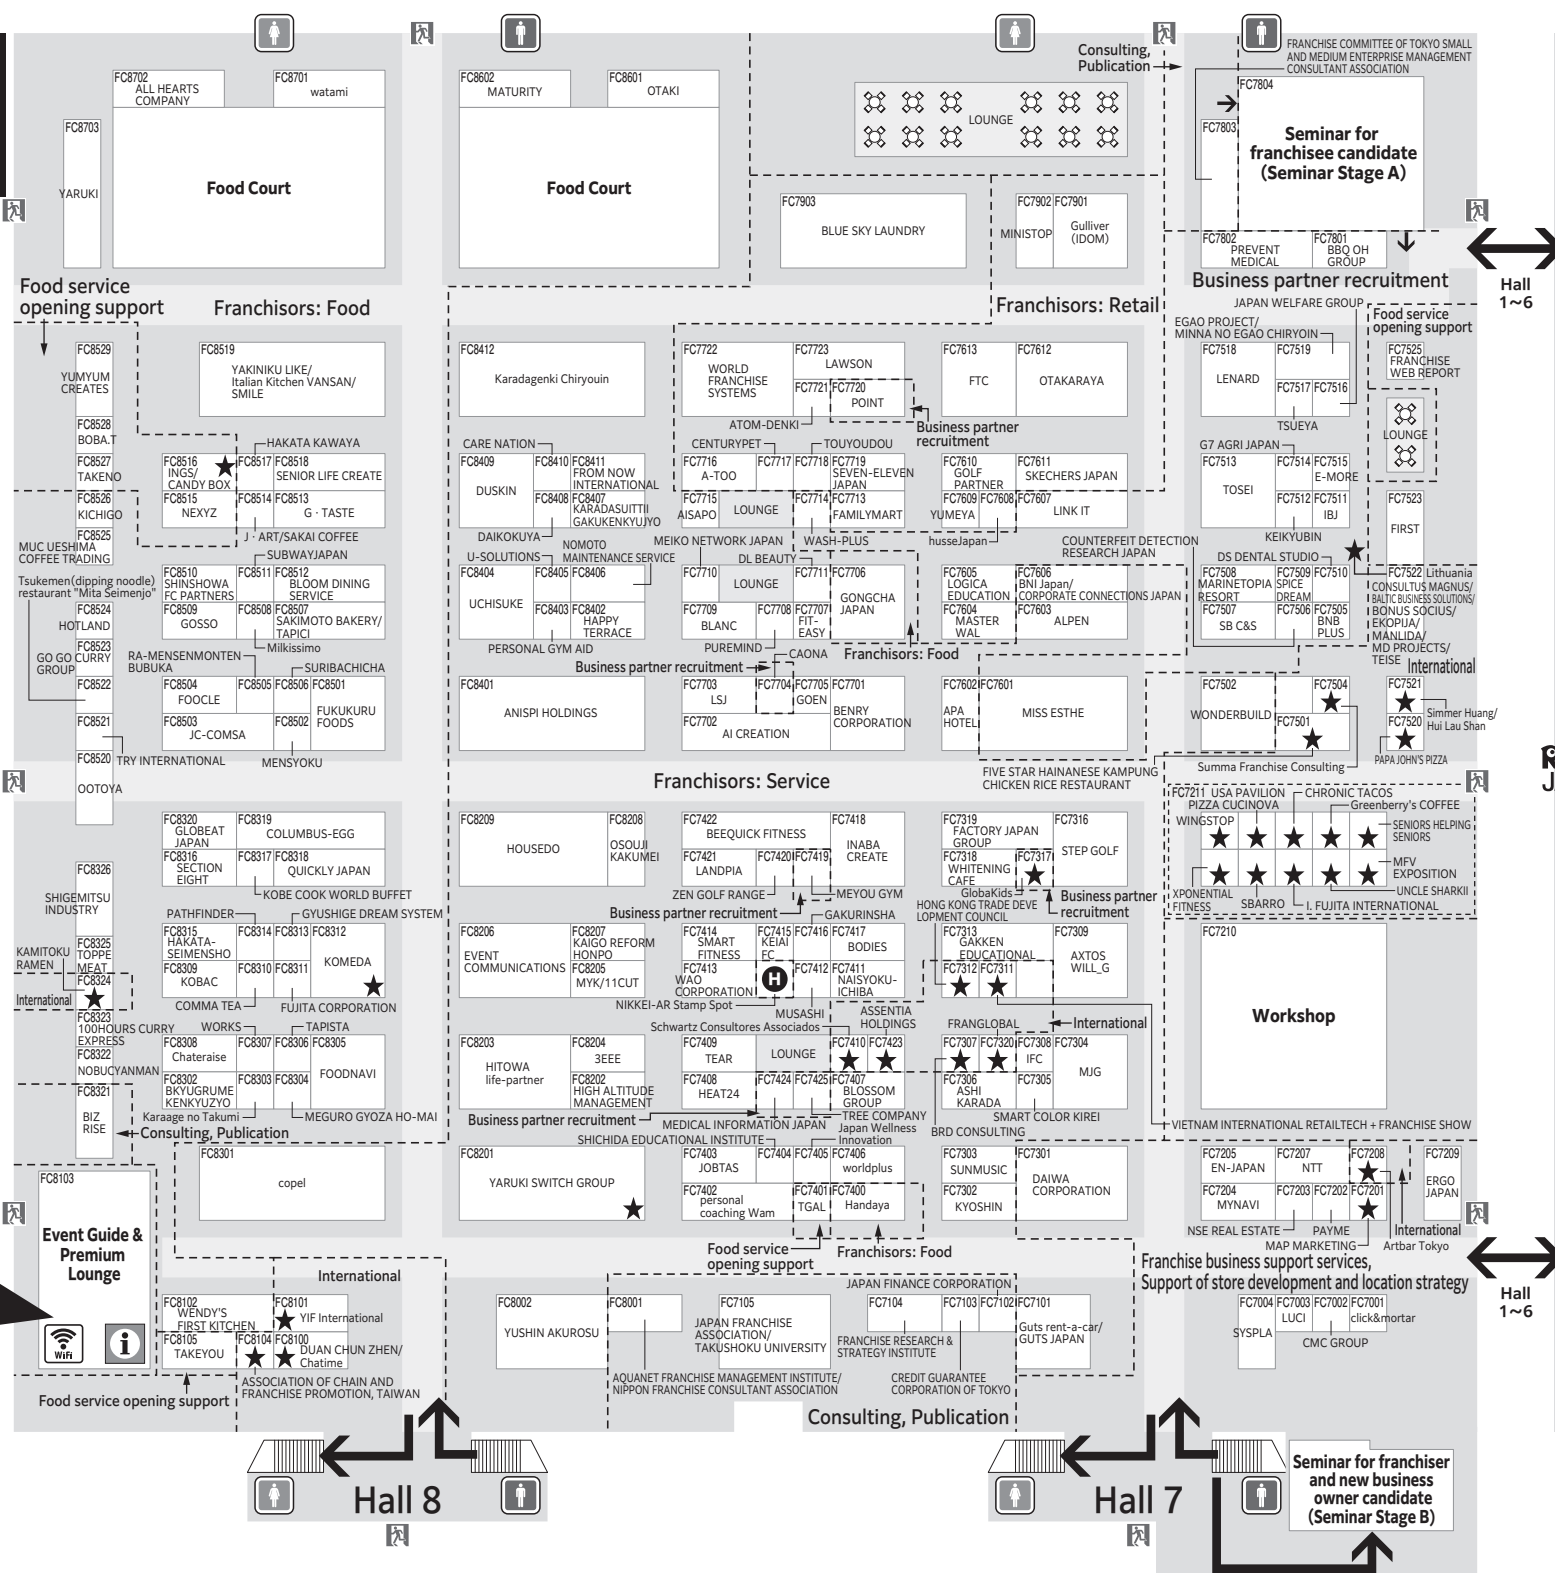 Consulting,
Publication
FRANCHISE COMMITTEE OF TOKYO SMALL
AND MEDIUM ENTERPRISE MANAGEMENT
CONSULTANT ASSOCIATION
FC8702
ALL HEARTS
COMPANY
FC8701
watami
FC8602
MATURITY
FC8601
OTAKI
LOUNGE
FC7804
Seminar for
franchisee candidate
(Seminar Stage A)
FC7803
FC8703
YARUKI
Food Court
Food Court
FC7903
BLUE SKY LAUNDRY
FC7902
MINISTOP
FC7901
Gulliver
(IDOM)
FC7802
PREVENT
MEDICAL
FC7801
BBQ OH
GROUP
Hall
1~6
Food service
opening support
Franchisors: Food
Franchisors: Retail
Business partner recruitment
JAPAN WELFARE GROUP
EGAO PROJECT/
MINNA NO EGAO CHIRYOIN
Food service
opening support
FC8529
YUMYUM
CREATES
FC8528
BOBA.T
FC8527
TAKENO
FC8526
KICHIGO
FC8525
MUC UESHIMA
COFFEE TRADING
FC8519
YAKINIKU LIKE/
Italian Kitchen VANSAN/
SMILE
HAKATA KAWAYA
FC8516
INGS/
CANDY BOX
FC8517
FC8518
SENIOR LIFE CREATE
FC8515
NEXYZ
FC8514
FC8513
G · TASTE
J · ART/SAKAI COFFEE
FC8412
Karadagenki Chiryouin
CARE NATION
FC8409
DUSKIN
FC8410
FC8411
FROM NOW
INTERNATIONAL
FC8408
FC8407
KARADASUITTII
GAKUKENKYUJYO
DAIKOKUYA
FC7722
WORLD
FRANCHISE
SYSTEMS
FC7723
LAWSON
FC7721
FC7720
POINT
ATOM-DENKI
Business partner
recruitment
CENTURYPET
TOUYOUDOU
FC7716
A-TOO
FC7717
FC7718
FC7719
SEVEN-ELEVEN
JAPAN
FC7715
AISAPO
LOUNGE
FC7714
FC7713
FAMILYMART
WASH-PLUS
FC7613
FTC
FC7612
OTAKARAYA
FC7610
GOLF
PARTNER
FC7611
SKECHERS JAPAN
FC7609
YUMEYA
FC7608
FC7607
LINK IT
husseJapan
FC7518
LENARD
FC7519
FC7517
FC7516
TSUEYA
G7 AGRI JAPAN
FC7513
TOSEI
FC7514
FC7515
E-MORE
FC7512
FC7511
IBJ
KEIKYUBIN
FC7525
FRANCHISE
WEB REPORT
LOUNGE
FC7523
FIRST
Tsukemen(dipping noodle)
restaurant "Mita Seimenjo"
FC8524
HOTLAND
FC8523
GO GO CURRY
GROUP
FC8522
FC8521
TRY INTERNATIONAL
FC8520
OOTOYA
SUBWAYJAPAN
FC8510
SHINSHOWA
FC PARTNERS
FC8511
FC8512
BLOOM DINING
SERVICE
FC8509
GOSSO
FC8508
FC8507
SAKIMOTO BAKERY/
TAPICI
Milkissimo
RA-MENSENMONTEN
BUBUKA
SURIBACHICHA
FC8504
FOOCLE
FC8505
FC8506
FC8501
FUKUKURU
FOODS
FC8503
JC-COMSA
FC8502
MENSYOKU
U-SOLUTIONS
NOMOTO
MAINTENANCE SERVICE
FC8404
UCHISUKE
FC8405
FC8406
FC8403
FC8402
HAPPY
TERRACE
PERSONAL GYM AID
FC8401
ANISPI HOLDINGS
MEIKO NETWORK JAPAN
DL BEAUTY
FC7710
LOUNGE
FC7711
FC7706
GONGCHA
JAPAN
FC7709
BLANC
FC7708
FC7707
FIT-
EASY
PUREMIND
CAONA
Franchisors: Food
Business partner recruitment
FC7703
LSJ
FC7704
FC7705
GOEN
FC7701
BENRY
CORPORATION
FC7702
AI CREATION
COUNTERFEIT DETECTION
RESEARCH JAPAN
FC7605
LOGICA
EDUCATION
FC7606
BNI Japan/
CORPORATE CONNECTIONS JAPAN
FC7604
MASTER
WAL
FC7603
ALPEN
FC7602
APA
HOTEL
FC7601
MISS ESTHE
FIVE STAR HAINANESE KAMPUNG
CHICKEN RICE RESTAURANT
DS DENTAL STUDIO
FC7508
MARINETOPIA
RESORT
FC7509
SPICE
DREAM
FC7510
FC7507
SB C&S
FC7506
FC7505
BNB
PLUS
FC7502
WONDERBUILD
FC7504
FC7501
Summa Franchise Consulting
FC7522
Lithuania
CONSULTUS MAGNUS/
BALTIC BUSINESS SOLUTIONS/
BONUS SOCIUS/
EKOPUA/
MANLIDA/
MD PROJECTS/
TEISE
International
FC7521
Simmer Huang/
Hui Lau Shan
FC7520
PAPA JOHN'S PIZZA
Franchisors: Service
FC8326
SHIGEMITSU
INDUSTRY
FC8325
TOPPE
MEAT
KAMITOKU
RAMEN
FC8324
International
FC8323
100HOURS CURRY
EXPRESS
FC8322
NOBUCYANMAN
FC8321
BIZ
RISE
Consulting, Publication
FC8320
GLOBEAT
JAPAN
FC8319
COLUMBUS-EGG
FC8316
SECTION
EIGHT
FC8317
FC8318
QUICKLY JAPAN
KOBE COOK WORLD BUFFET
PATHFINDER
GYUSHIGE DREAM SYSTEM
FC8315
HAKATA-
SEIMENSHO
FC8314
FC8313
FC8312
KOMEDA
FC8309
KOBAC
FC8310
FC8311
COMMA TEA
FUJITA CORPORATION
WORKS
TAPISTA
FC8308
Chateraise
FC8307
FC8306
FC8305
FOODNAVI
FC8302
BKYUGRUME
KENKYUZYO
FC8303
FC8304
Karaage no Takumi
MEGURO GYOZA HO-MAI
FC8301
copel
FC8209
HOUSEDO
FC8208
OSOUJI
KAKUMEI
FC8206
EVENT
COMMUNICATIONS
FC8207
KAIGO REFORM
HONPO
FC8205
MYK/11CUT
FC8203
HITOWA
life-partner
FC8204
3EEE
FC8202
HIGH ALTITUDE
MANAGEMENT
Business partner recruitment
FC8201
YARUKI SWITCH GROUP
FC7422
BEEQUICK FITNESS
FC7418
INABA
CREATE
FC7421
LANDPIA
FC7420
FC7419
ZEN GOLF RANGE
MEYOU GYM
Business partner recruitment
GAKURINSHA
FC7414
SMART
FITNESS
FC7415
KEIAI
FC
FC7416
FC7417
BODIES
FC7413
WAO
CORPORATION
H
FC7412
FC7411
NAISYOKU-
ICHIBA
NIKKEI-AR Stamp Spot
MUSASHI
Schwartz Consultores Associados
ASSENTIA
HOLDINGS
FC7409
TEAR
LOUNGE
FC7410
FC7423
FC7408
HEAT24
FC7424
FC7425
FC7407
BLOSSOM
GROUP
MEDICAL INFORMATION JAPAN
TREE COMPANY
Japan Wellness
Innovation
SHICHIDA EDUCATIONAL INSTITUTE
FC7403
JOBTAS
FC7404
FC7405
FC7406
worldplus
FC7402
personal
coaching Wam
FC7401
TGAL
FC7400
Handaya
Food service
opening support
Franchisors: Food
FC7319
FACTORY JAPAN
GROUP
FC7316
STEP GOLF
FC7318
WHITENING
CAFE
FC7317
GlobaKids
Business partner
recruitment
HONG KONG TRADE DEVE
LOPMENT COUNCIL
FC7313
GAKKEN
EDUCATIONAL
FC7309
AXTOS
WILL_G
FC7312
FC7311
FRANGLOBAL
International
FC7307
FC7320
FC7308
IFC
FC7304
MJG
FC7306
ASHI
KARADA
FC7305
SMART COLOR KIREI
BRD CONSULTING
FC7303
SUNMUSIC
FC7301
DAIWA
CORPORATION
FC7302
KYOSHIN
FC7211
USA PAVILION
CHRONIC TACOS
PIZZA CUCINOVA
Greenberry's COFFEE
WINGSTOP
SENIORS HELPING
SENIORS
MFV
EXPOSITION
UNCLE SHARKII
XPONENTIAL
FITNESS
SBARRO
I. FUJITA INTERNATIONAL
FC7210
Workshop
VIETNAM INTERNATIONAL RETAILTECH + FRANCHISE SHOW
FC7205
EN-JAPAN
FC7207
NTT
FC7208
FC7209
ERGO
JAPAN
FC7204
MYNAVI
FC7203
FC7202
FC7201
NSE REAL ESTATE
PAYME
International
MAP MARKETING
Artbar Tokyo
Franchise business support services,
Support of store development and location strategy
Hall
1~6
FC8103
Event Guide &
Premium
Lounge
WiFi
i
International
FC8102
WENDY'S
FIRST KITCHEN
FC8101
YIF International
FC8105
TAKEYOU
FC8104
FC8100
DUAN CHUN ZHEN/
Chatime
ASSOCIATION OF CHAIN AND
FRANCHISE PROMOTION, TAIWAN
Food service opening support
FC8002
YUSHIN AKUROSU
FC8001
AQUANET FRANCHISE MANAGEMENT INSTITUTE/
NIPPON FRANCHISE CONSULTANT ASSOCIATION
FC7105
JAPAN FRANCHISE
ASSOCIATION/
TAKUSHOKU UNIVERSITY
JAPAN FINANCE CORPORATION
FC7104
FC7103
FC7102
FC7101
Guts rent-a-car/
GUTS JAPAN
FRANCHISE RESEARCH &
STRATEGY INSTITUTE
CREDIT GUARANTEE
CORPORATION OF TOKYO
Consulting, Publication
FC7004
SYSPLA
FC7003
LUCI
FC7002
FC7001
click&mortar
CMC GROUP
Hall 8
Hall 7
Seminar for franchiser
and new business
owner candidate
(Seminar Stage B)